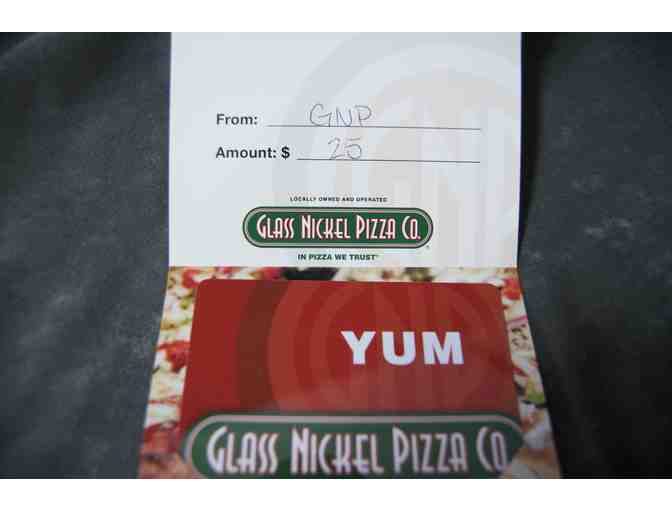 From: GNP
Amount: $ 25
LOCALLY OWNED AND OPERATED
GLASS NICKEL PIZZA CO.
IN PIZZA WE TRUST®
YUM
GLASS NICKEL PIZZA CO